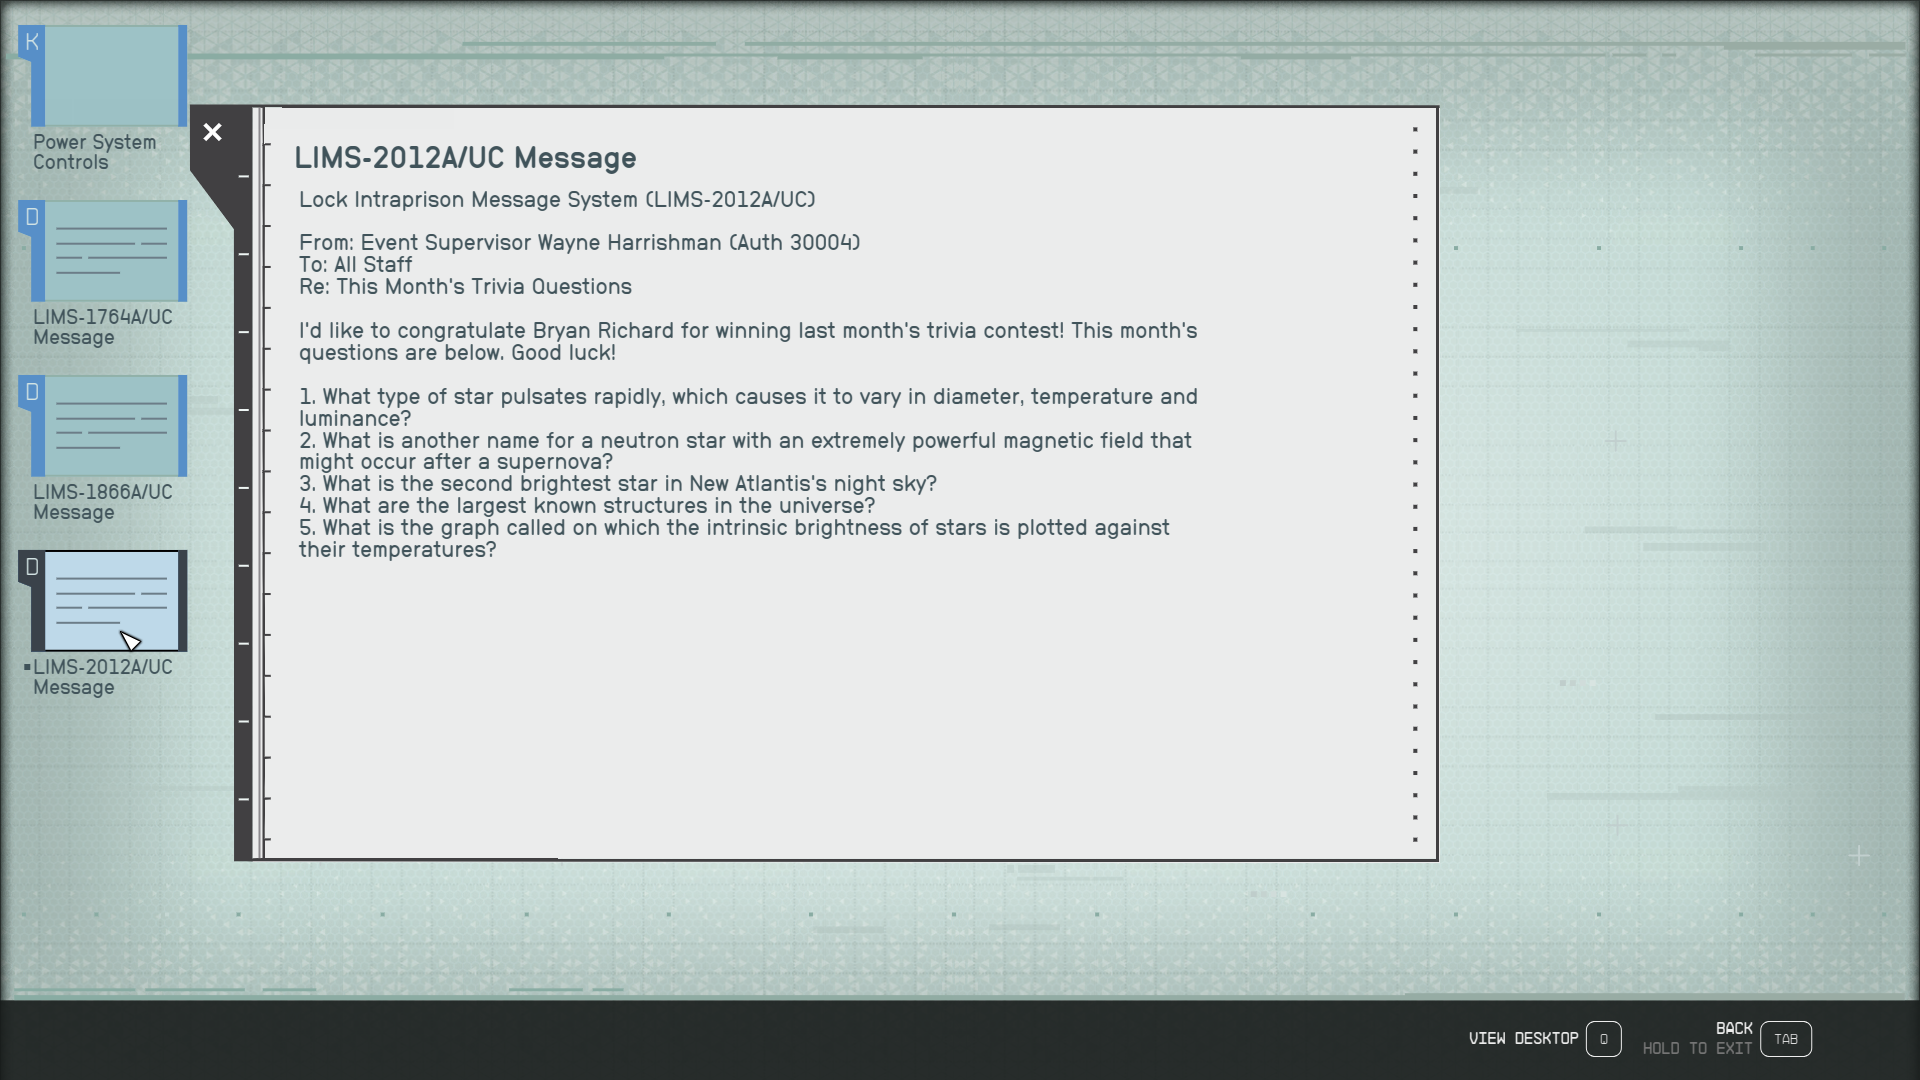 K
Power System
Controls
D
LIMS-1764A/UC
Message
D
LIMS-1866A/UC
Message
D
LIMS-2012A/UC
Message
LIMS-2012A/UC Message
Lock Intraprison Message System (LIMS-2012A/UC)
From: Event Supervisor Wayne Harrishman (Auth 30004)
To: All Staff
Re: This Month's Trivia Questions
I'd like to congratulate Bryan Richard for winning last month's trivia contest! This month's
questions are below. Good luck!
1. What type of star pulsates rapidly, which causes it to vary in diameter, temperature and
luminance?
2. What is another name for a neutron star with an extremely powerful magnetic field that
might occur after a supernova?
3. What is the second brightest star in New Atlantis's night sky?
4. What are the largest known structures in the universe?
5. What is the graph called on which the intrinsic brightness of stars is plotted against
their temperatures?
VIEW DESKTOP Q
BACK
HOLD TO EXIT TAB